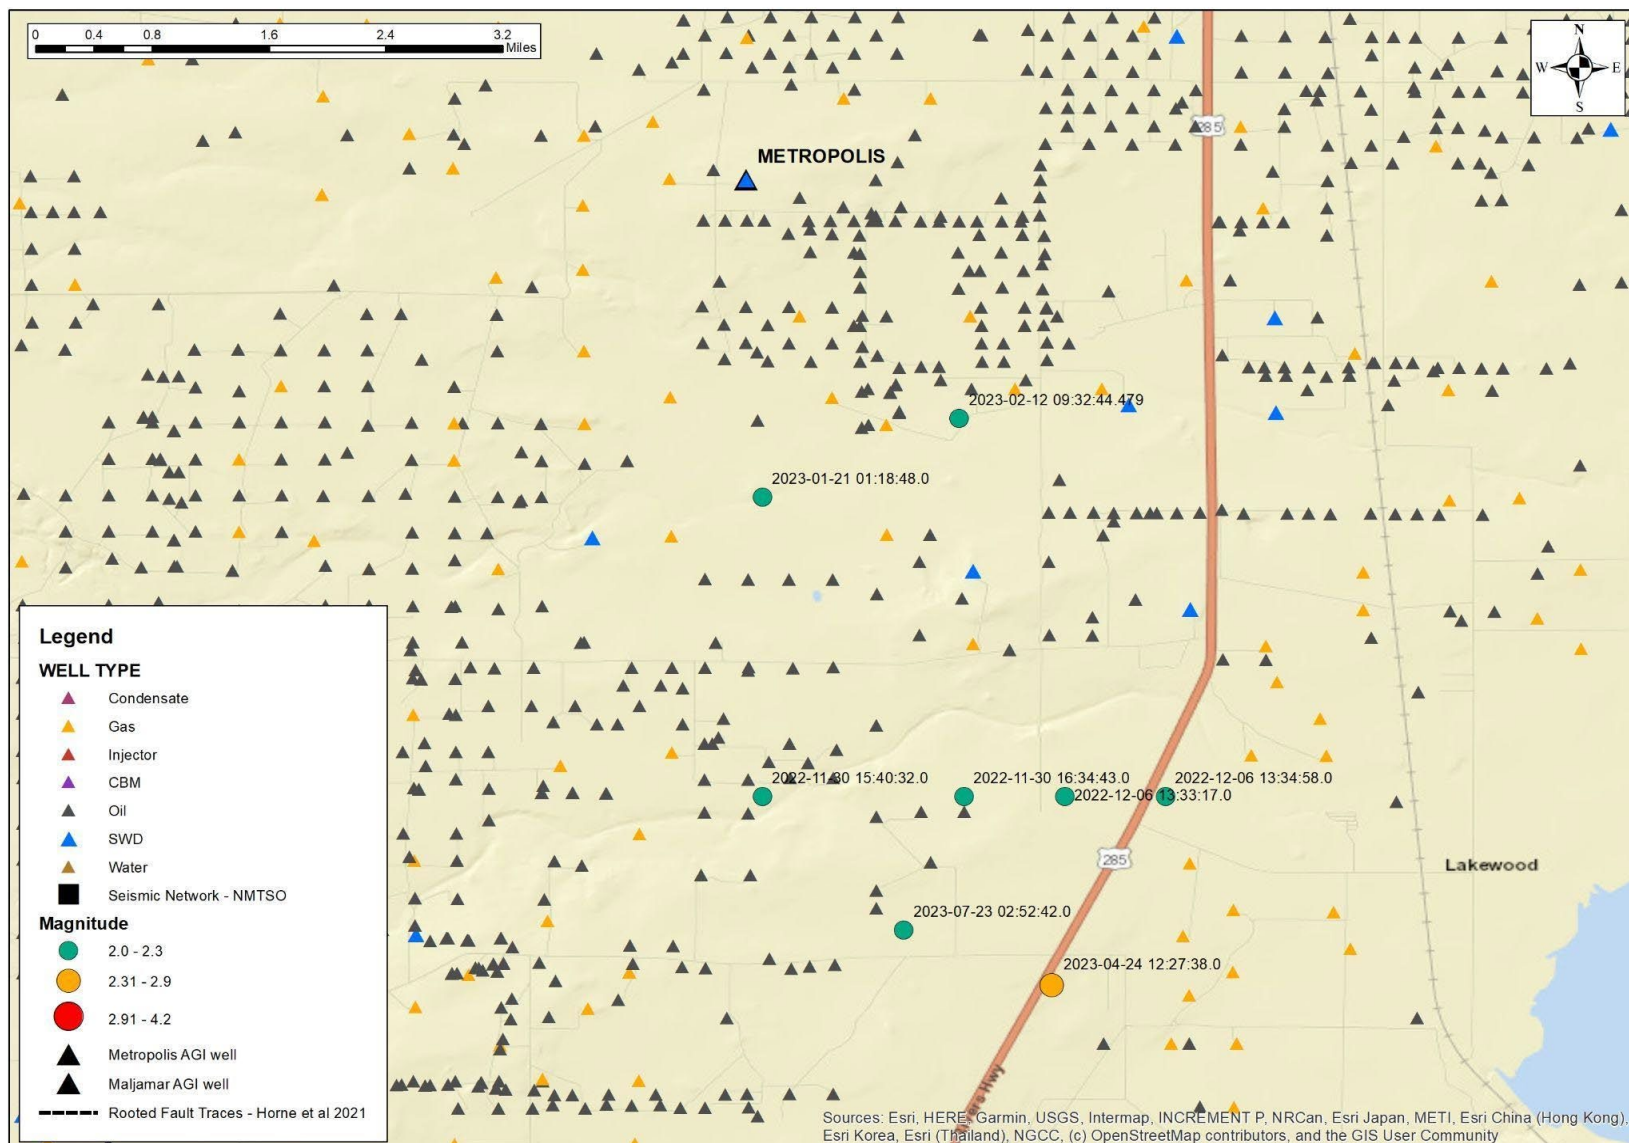 0 0.4 0.8 1.6 2.4 3.2
Miles
N
W E
S
285
METROPOLIS
2023-02-12 09:32:44.479
2023-01-21 01:18:48.0
2022-11-30 15:40:32.0
2022-11-30 16:34:43.0
2022-12-06 13:34:58.0
2022-12-06 13:33:17.0
285
Lakewood
2023-07-23 02:52:42.0
2023-04-24 12:27:38.0
Legend
WELL TYPE
Condensate
Gas
Injector
CBM
Oil
SWD
Water
Seismic Network - NMTSO
Magnitude
2.0 - 2.3
2.31 - 2.9
2.91 - 4.2
Metropolis AGI well
Maljamar AGI well
Rooted Fault Traces - Horne et al 2021
Hwy
Sources: Esri, HERE, Garmin, USGS, Intermap, INCREMENT P, NRCan, Esri Japan, METI, Esri China (Hong Kong),
Esri Korea, Esri (Thailand), NGCC, (c) OpenStreetMap contributors, and the GIS User Community